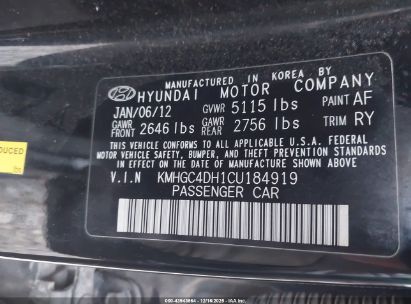 MANUFACTURED IN KOREA BY
HYUNDAI MOTOR COMPANY
JAN/06/12 GVWR 5115 lbs PAINT AF
GAWR FRONT 2646 lbs GAWR REAR 2756 lbs TRIM RY
THIS VEHICLE CONFORMS TO ALL APPLICABLE U.S.A. FEDERAL
MOTOR VEHICLE SAFETY, BUMPER, AND THEFT PREVENTION STANDARDS
IN EFFECT ON THE DATE OF MANUFACTURE SHOWN ABOVE.
V.I.N KMHGC4DH1CU184919
PASSENGER CAR
DUCED